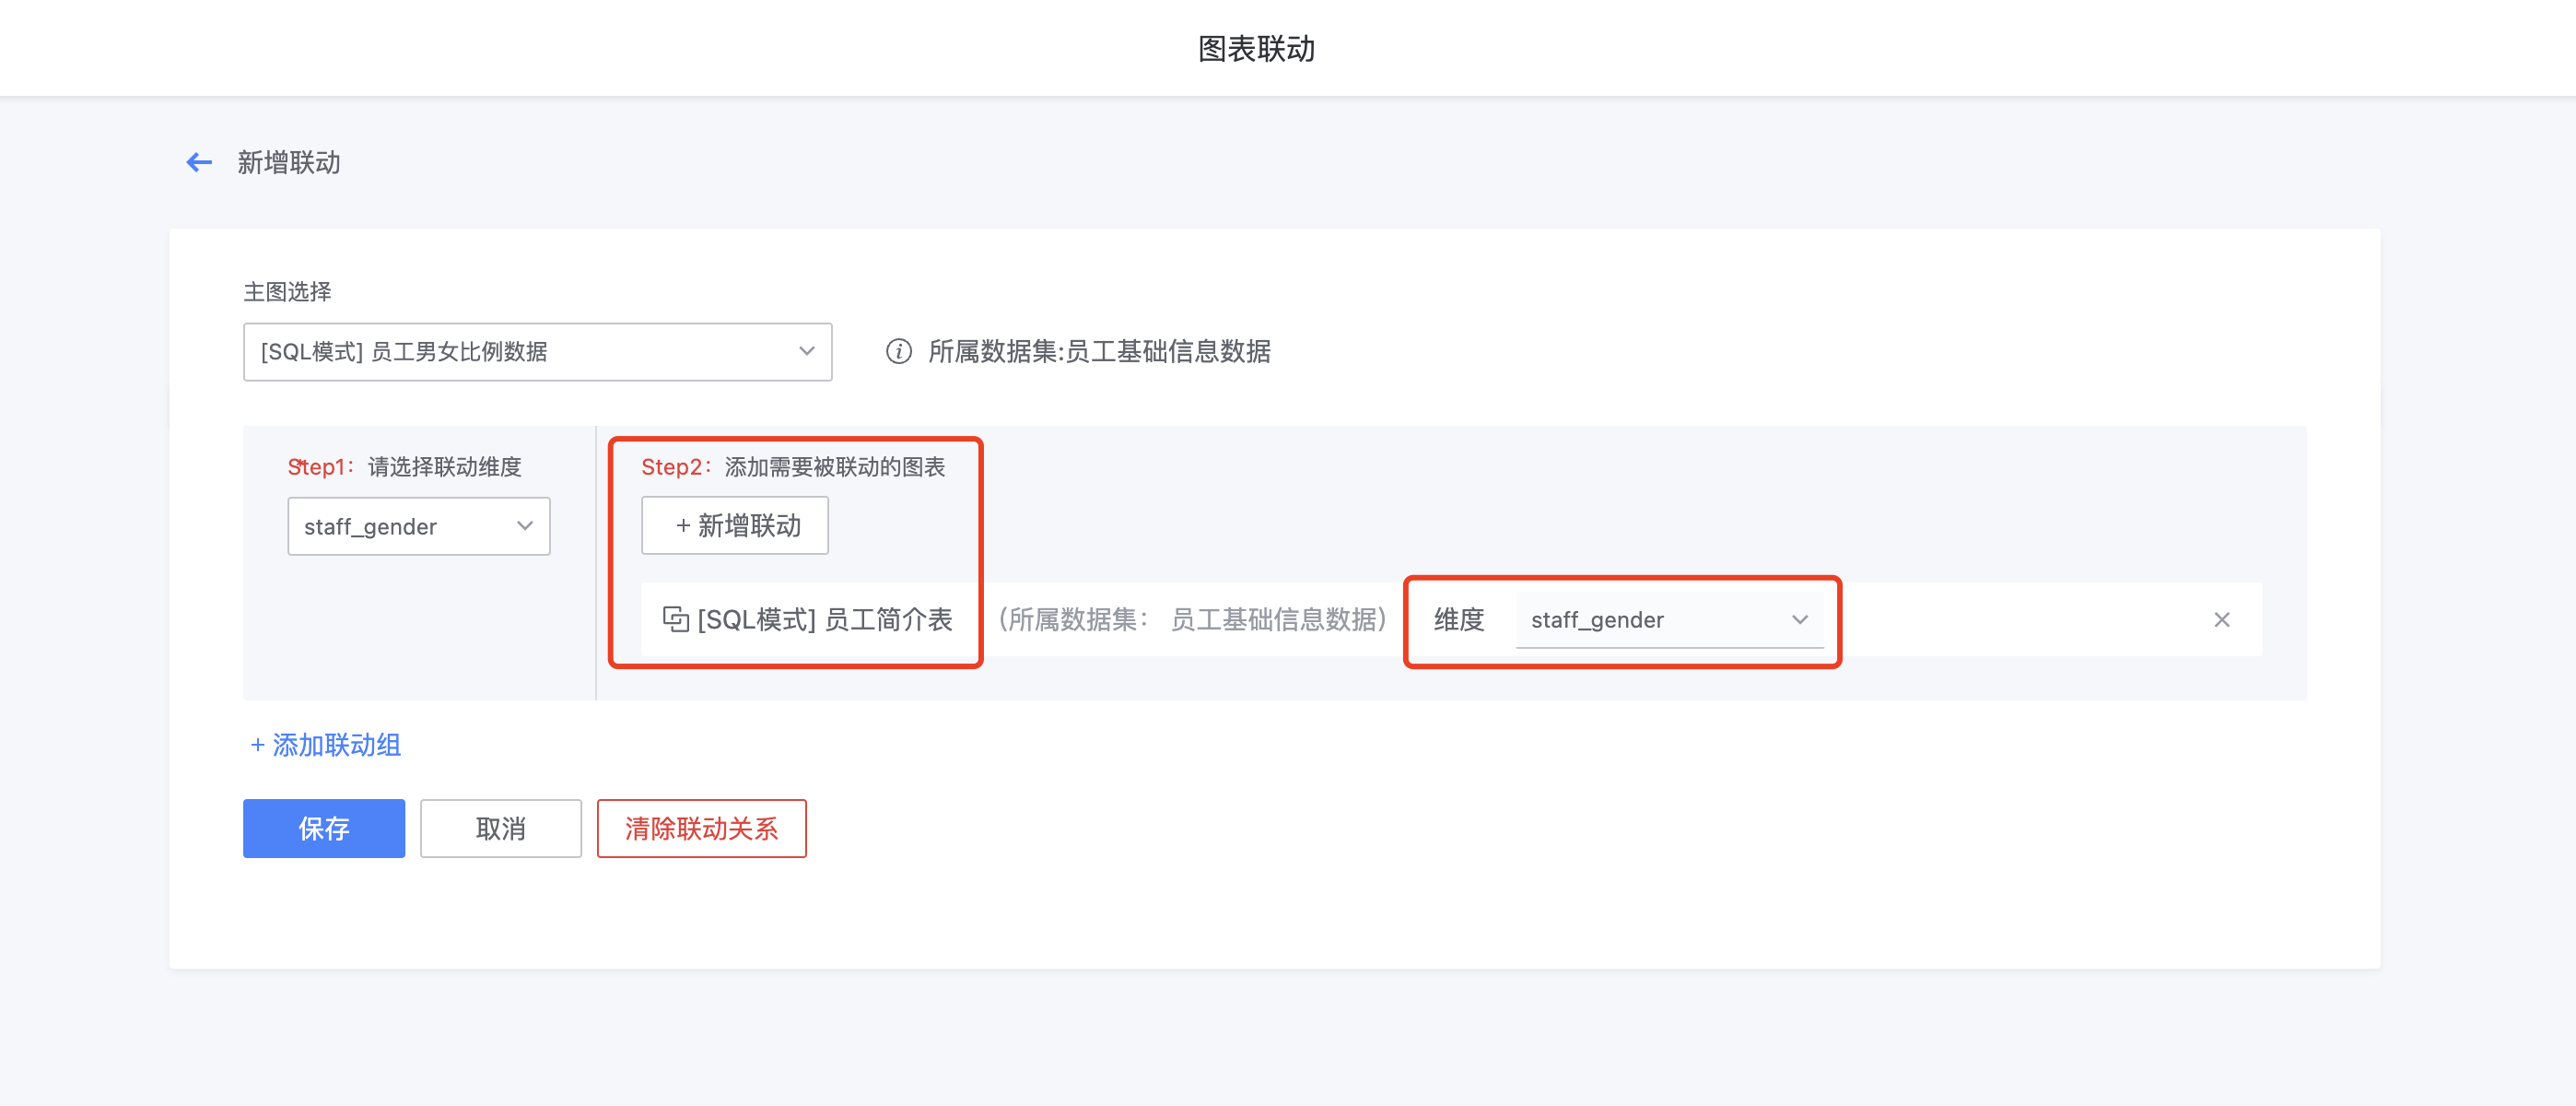 图表联动
新增联动
主图选择
[SQL模式] 员工男女比例数据
所属数据集:员工基础信息数据
* Step1：请选择联动维度
staff_gender
Step2：添加需要被联动的图表
+ 新增联动
[SQL模式] 员工简介表 (所属数据集： 员工基础信息数据) 维度 staff_gender
+ 添加联动组
保存 取消 清除联动关系